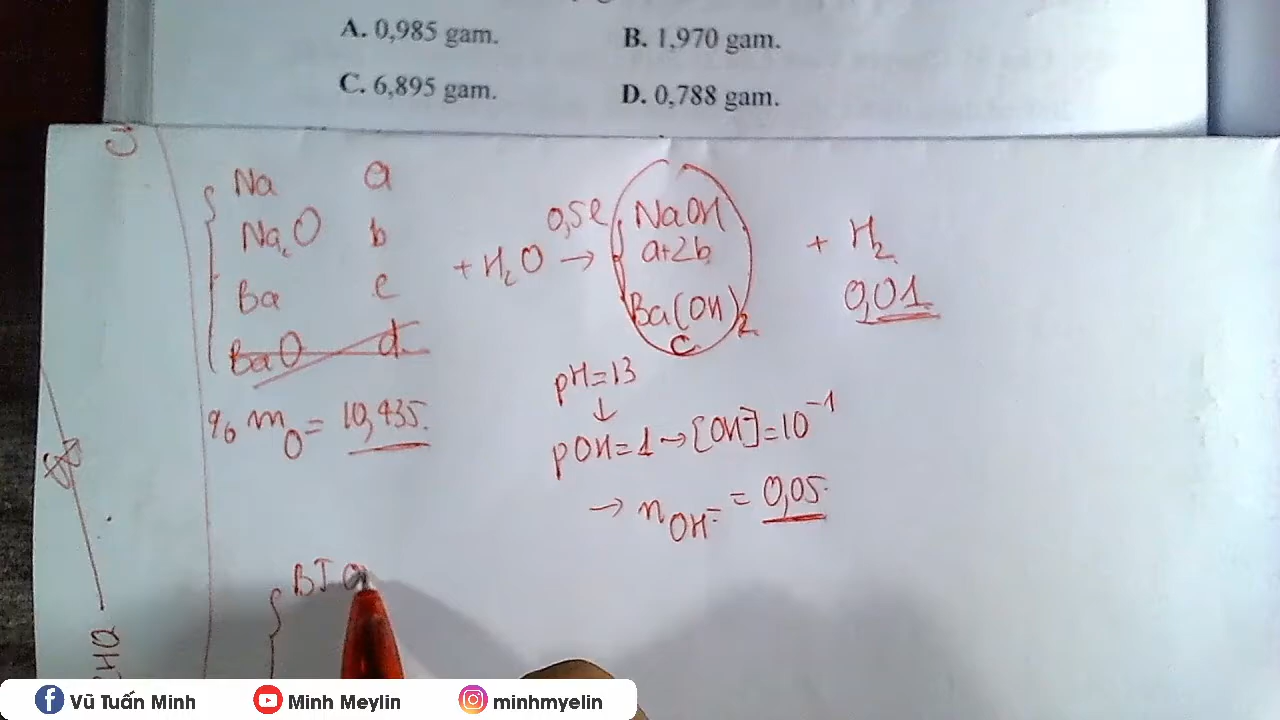 A. 0,985 gam.
B. 1,970 gam.
C. 6,895 gam.
D. 0,788 gam.
Na a
Na2O b
Ba c
BaO d
+ H2O → 0,5l
NaOH
a+2b
Ba(OH)2
c
+ H2
0,01
% mO = 10,435.
pH=13
↓
pOH=1→[OH-]=10^-1
→ nOH- = 0,05.
BT
CHO
Vũ Tuấn Minh
Minh Meylin
minhmyelin